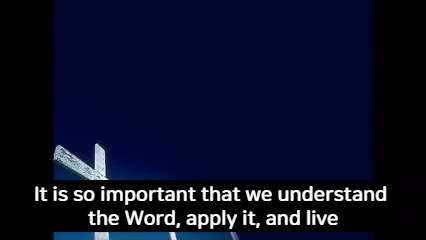 It is so important that we understand
the Word, apply it, and live